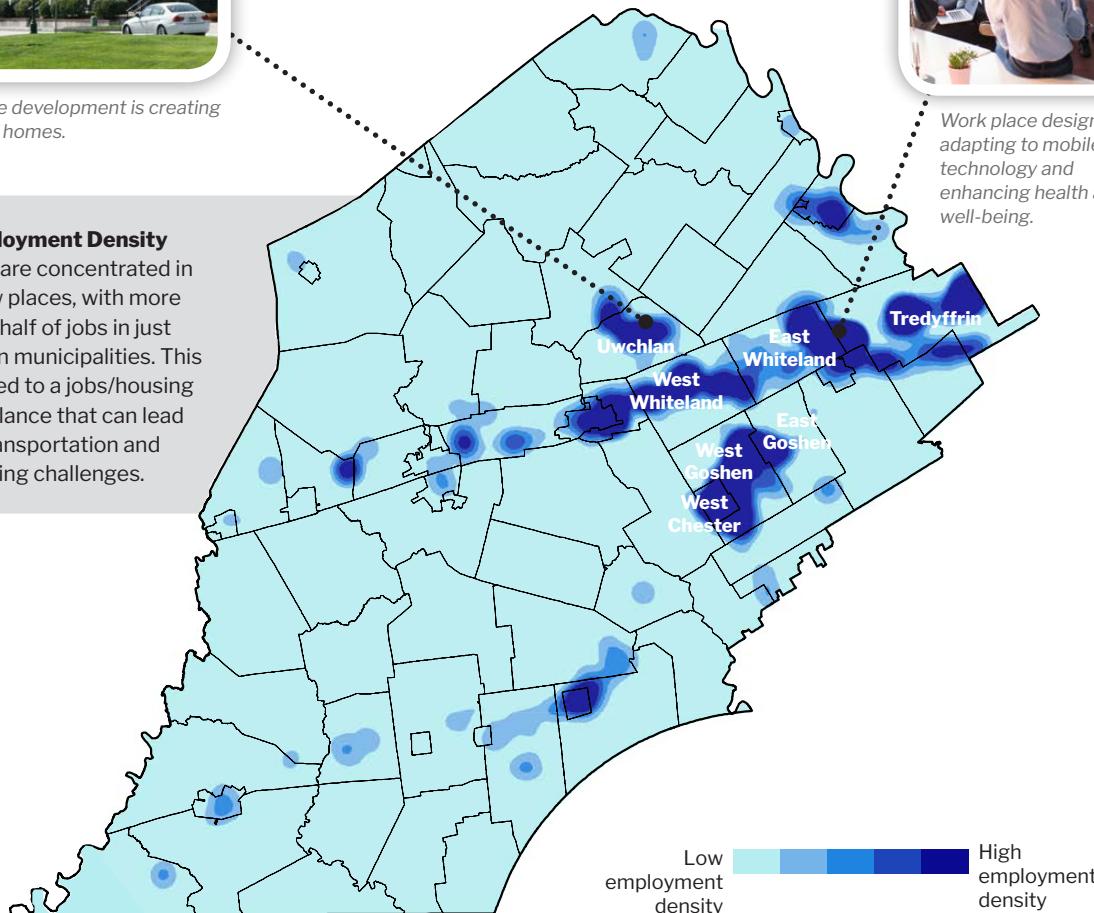 e development is creating
homes.
Work place design
adapting to mobile
technology and
enhancing health a
well-being.
loyment Density
are concentrated in
w places, with more
half of jobs in just
n municipalities. This
ed to a jobs/housing
lance that can lead
ansportation and
ing challenges.
Uwchlan
West
Whiteland
East
Whiteland
Tredyffrin
East
Goshen
West
Goshen
West
Chester
Low
employment
density
High
employment
density